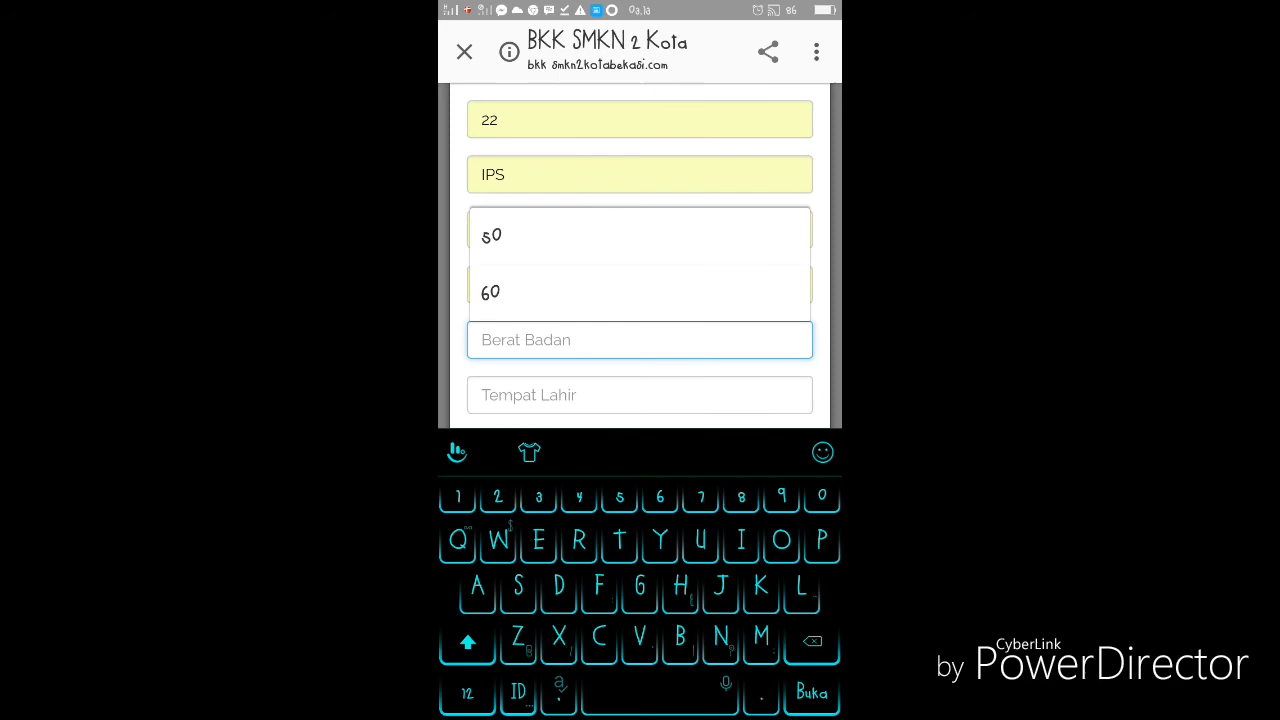 86
BKK SMKN 2 Kota
bkk smkn2kotabekasi.com
22
IPS
50
60
Berat Badan
Tempat Lahir
1 2 3 4 5 6 7 8 9 0
Q W E R T Y U I O P
A S D F G H J K L
Z X C V B N M
12 ID . Buka
CyberLink
by PowerDirector